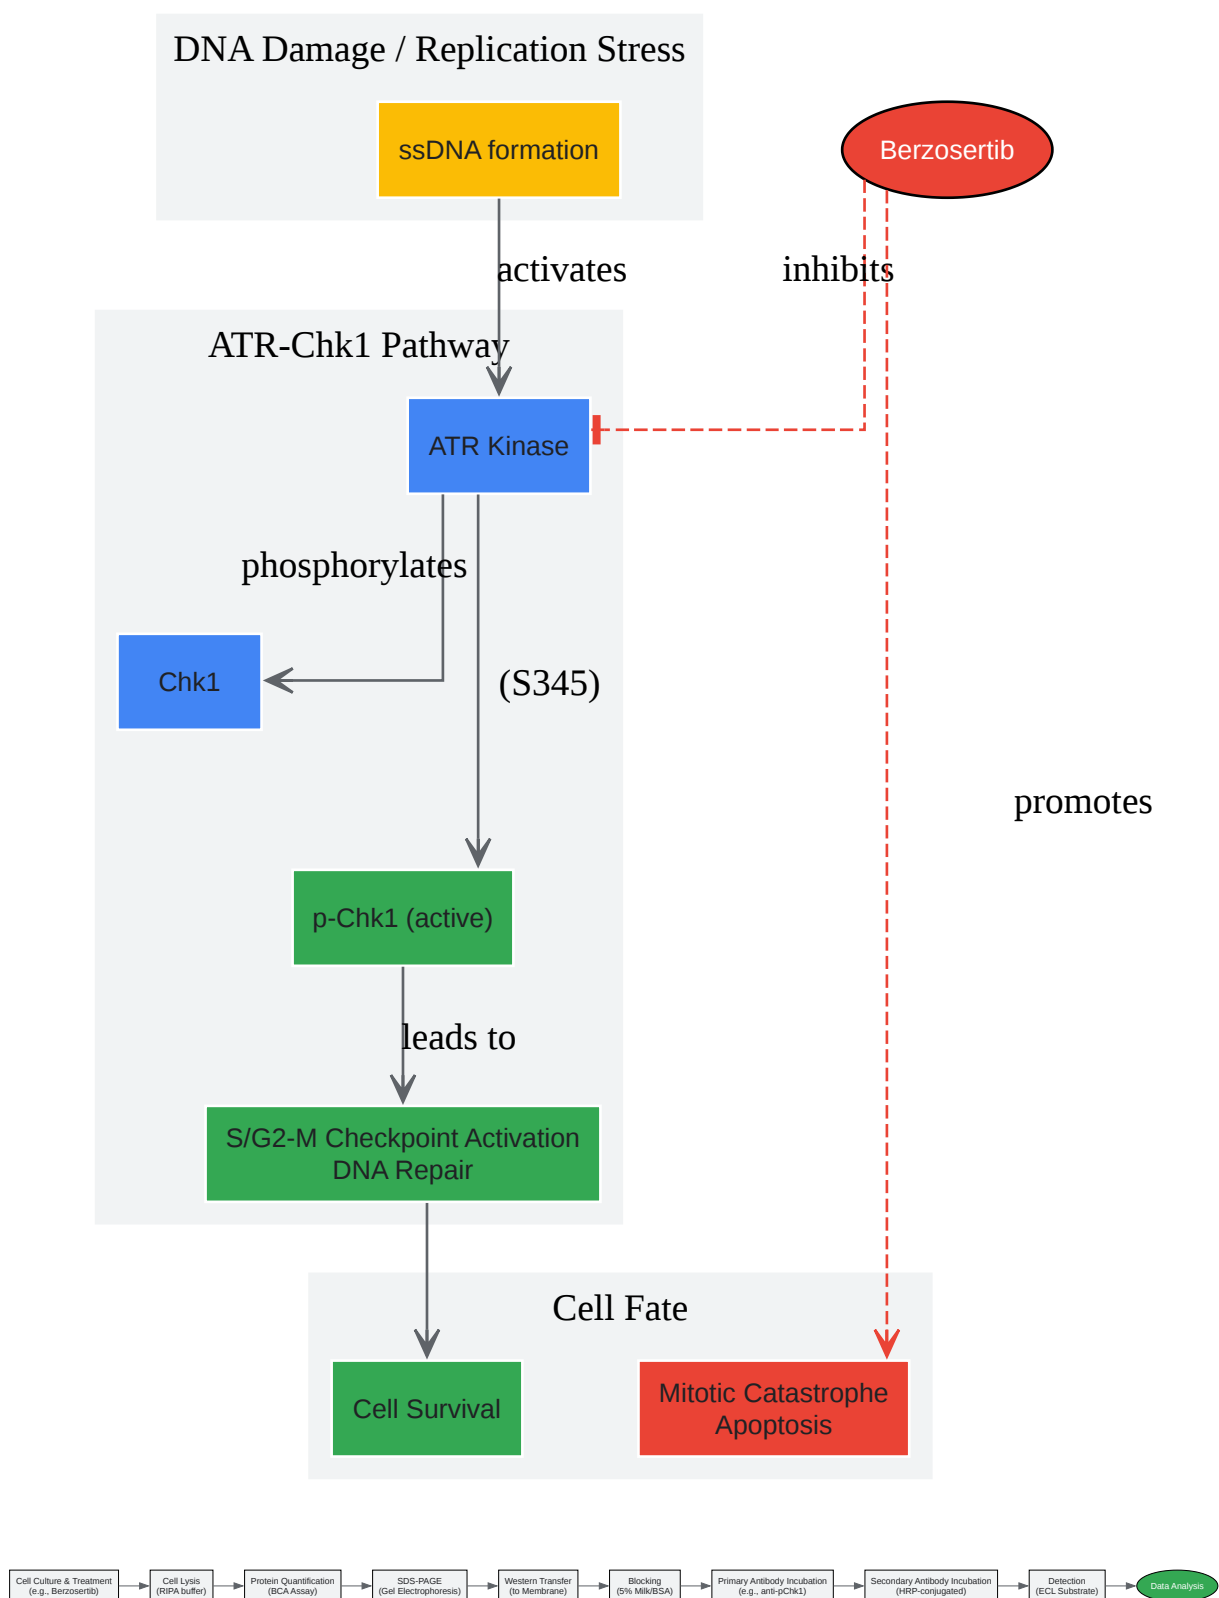 DNA Damage / Replication Stress
ssDNA formation
Berzosertib
activates
inhibits
ATR-Chk1 Pathway
ATR Kinase
phosphorylates
Chk1
(S345)
promotes
p-Chk1 (active)
leads to
S/G2-M Checkpoint Activation
DNA Repair
Cell Fate
Cell Survival
Mitotic Catastrophe
Apoptosis
Cell Culture & Treatment
(e.g., Berzosertib)
Cell Lysis
(RIPA buffer)
Protein Quantification
(BCA Assay)
SDS-PAGE
(Gel Electrophoresis)
Western Transfer
(to Membrane)
Blocking
(5% Milk/BSA)
Primary Antibody Incubation
(e.g., anti-pChk1)
Secondary Antibody Incubation
(HRP-conjugated)
Detection
(ECL Substrate)
Data Analysis